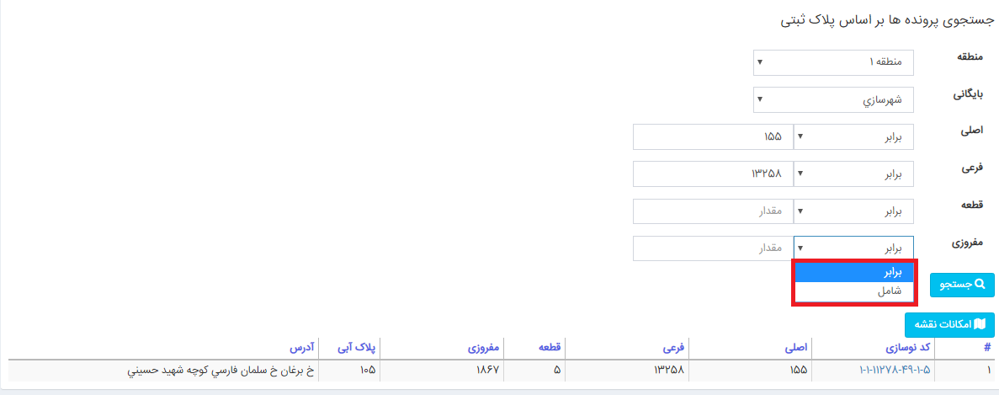 جستجوی پرونده ها بر اساس پلاک ثبتی
منطقه منطقه ۱
بایگانی شهرسازي
اصلی برابر ۱۵۵
فرعی برابر ۱۳۲۵۸
قطعه برابر مقدار
مفروزی برابر مقدار
برابر
شامل
جستجو
امکانات نقشه
# کد نوسازی اصلی فرعی قطعه مفروزی پلاک آبی آدرس
۱ ۱-۱-۱۱۲۷۸-۴۹-۱-۵ ۱۵۵ ۱۳۲۵۸ ۵ ۱۸۶۷ ۱۰۵ خ برغان خ سلمان فارسي کوچه شهيد حسيني